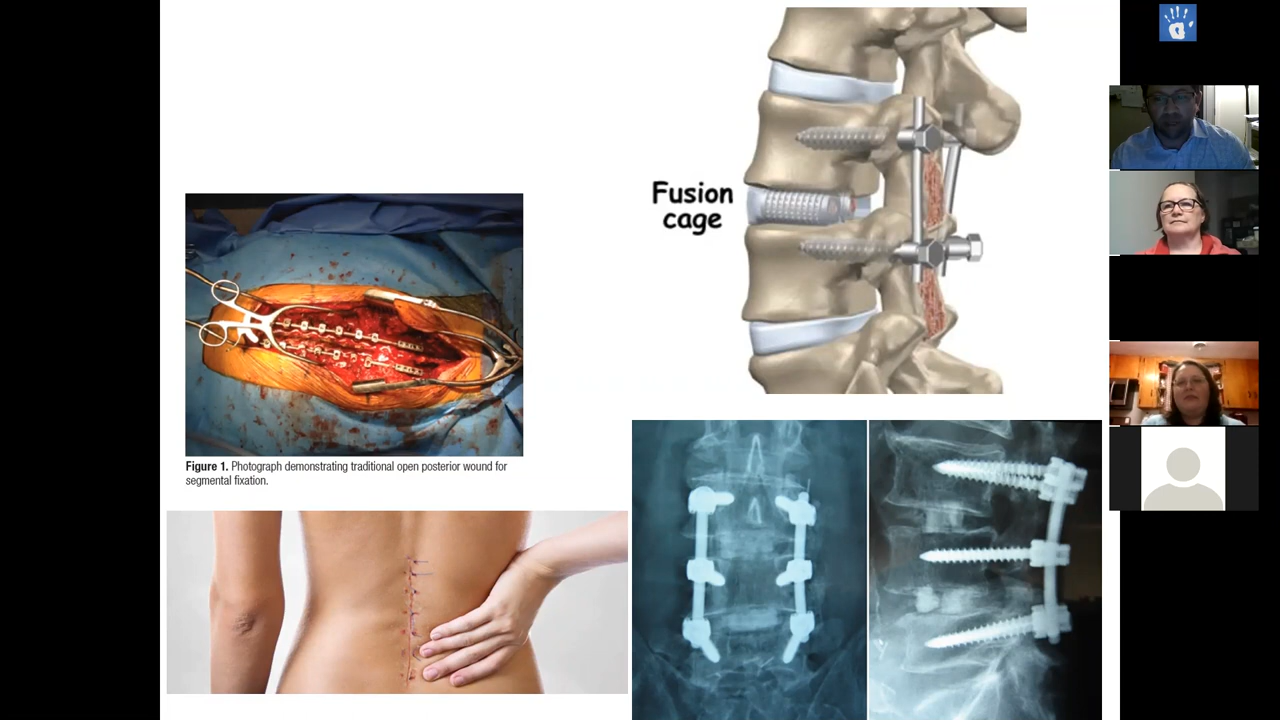 Fusion
cage
Figure 1. Photograph demonstrating traditional open posterior wound for
segmental fixation.